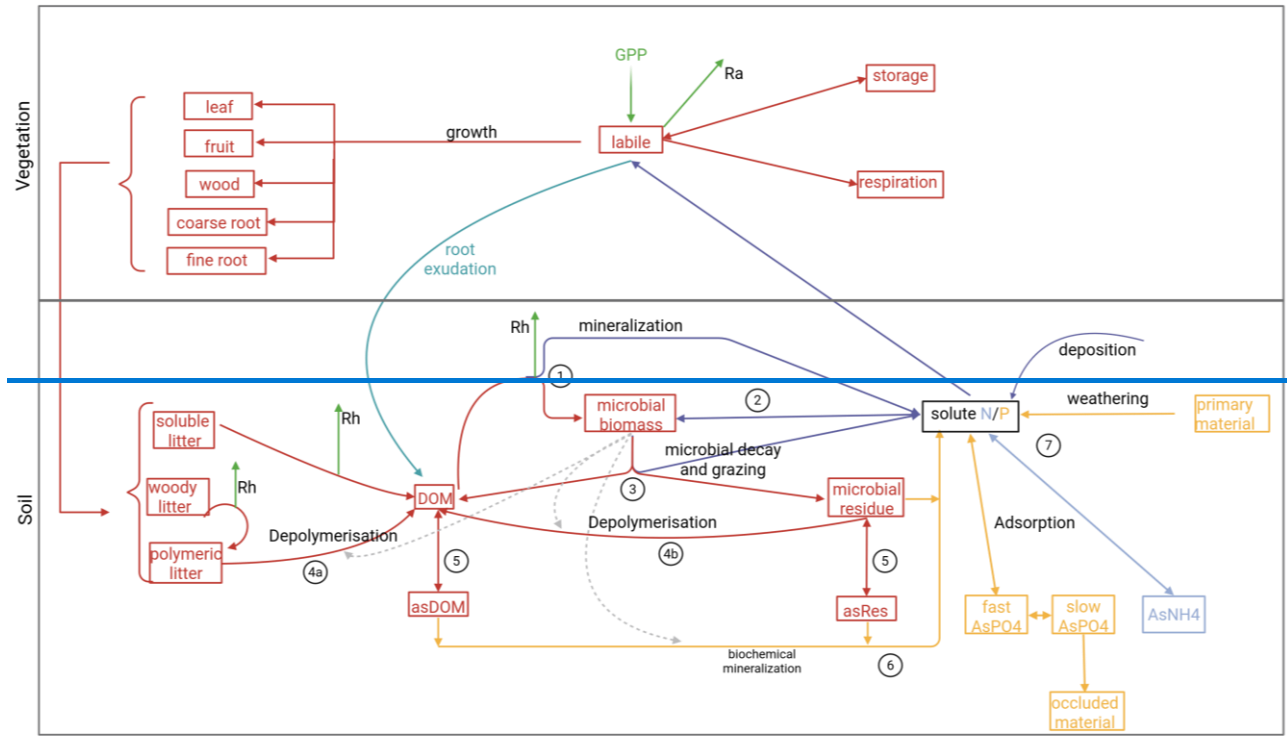 GPP
Ra
storage
leaf
growth
labile
fruit
wood
respiration
coarse root
fine root
Vegetation
root
exudation
Rh
mineralization
deposition
1
weathering
soluble
litter
Rh
microbial
biomass
2
solute N/P
primary
material
7
microbial decay
and grazing
woody
litter
Rh
DOM
3
microbial
residue
Soil
Depolymerisation
Depolymerisation
Adsorption
polymeric
litter
4a
4b
5
5
asDOM
asRes
fast
AsPO4
slow
AsPO4
AsNH4
biochemical
mineralization
6
occluded
material